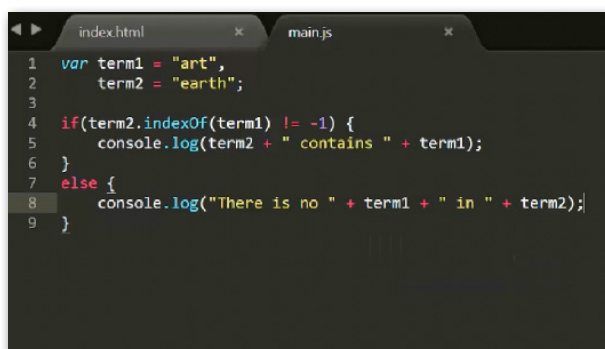 index.html × main.js ×
1 var term1 = "art",
2 term2 = "earth";
3
4 if(term2.indexOf(term1) != -1) {
5 console.log(term2 + " contains " + term1);
6 }
7 else {
8 console.log("There is no " + term1 + " in " + term2);
9 }